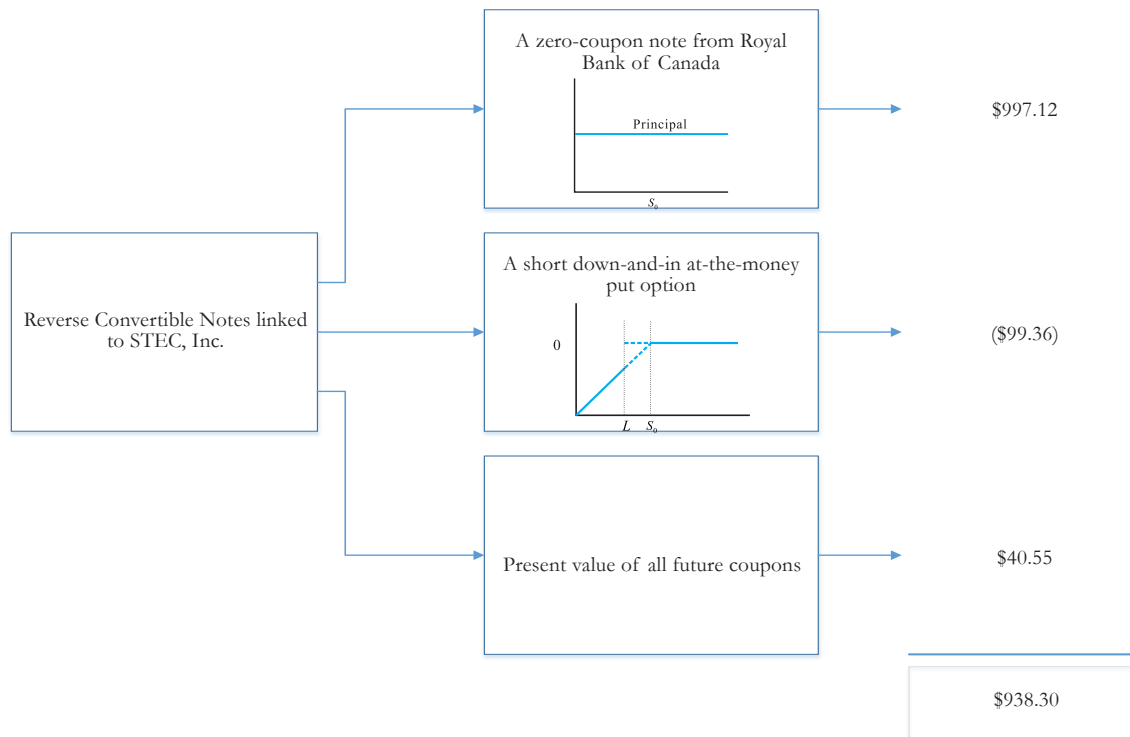 A zero-coupon note from Royal
Bank of Canada
Principal
S₀
$997.12
Reverse Convertible Notes linked
to STEC, Inc.
A short down-and-in at-the-money
put option
0
L
S₀
($99.36)
Present value of all future coupons
$40.55
$938.30